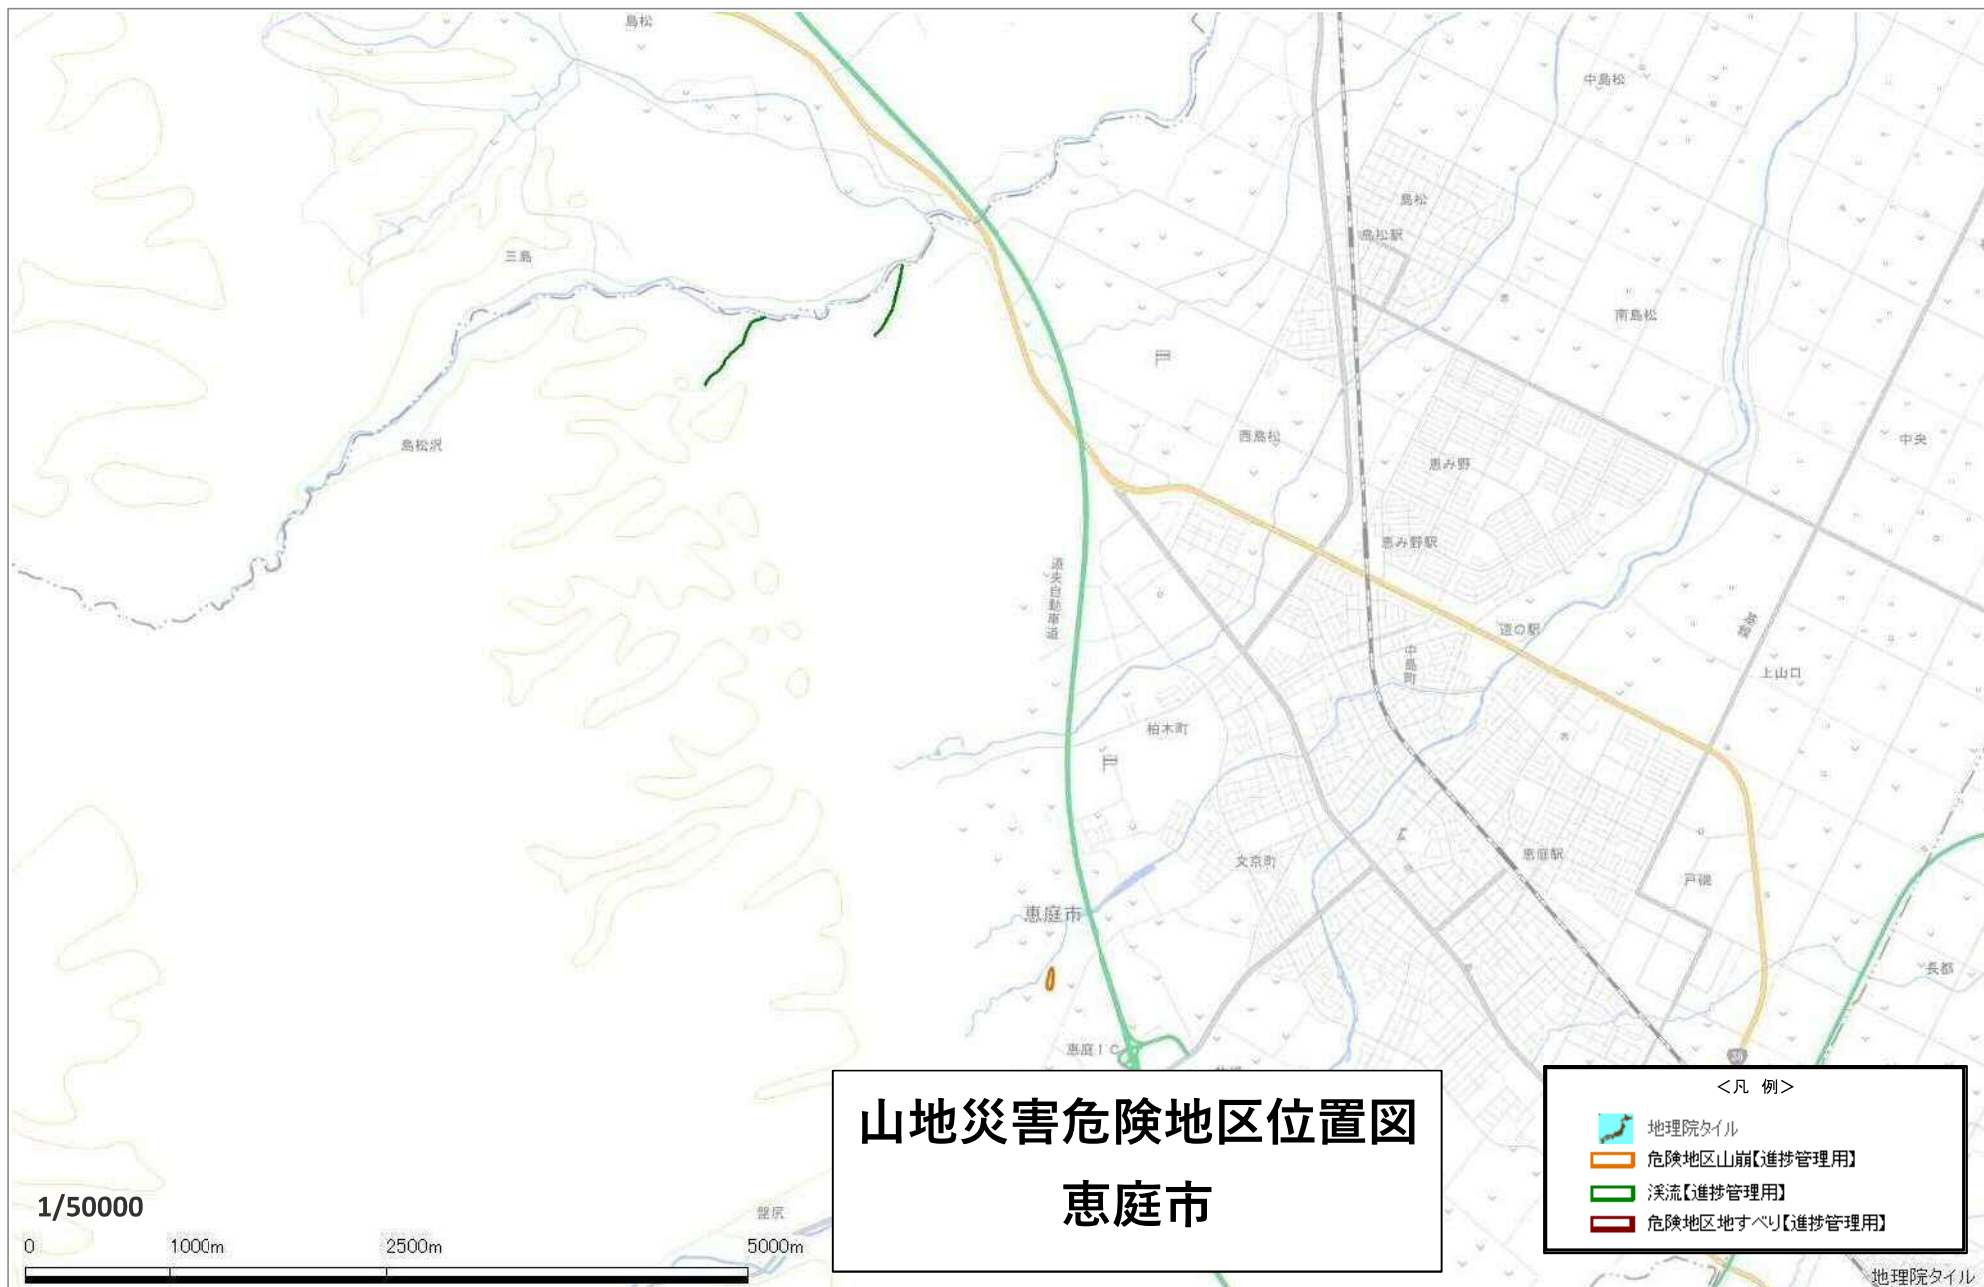 島松
中島松
島松
島松駅
三島
南島松
島松沢
西島松
中央
恵み野
恵み野駅
道央自動車道
道の駅
中島町
基線
上山口
柏木町
文京町
恵庭駅
戸磯
恵庭市
長都
恵庭IC
盤尻
山地災害危険地区位置図
恵庭市
<凡 例>
地理院タイル
危険地区山崩【進捗管理用】
渓流【進捗管理用】
危険地区地すべり【進捗管理用】
1/50000
0 1000m 2500m 5000m
地理院タイル